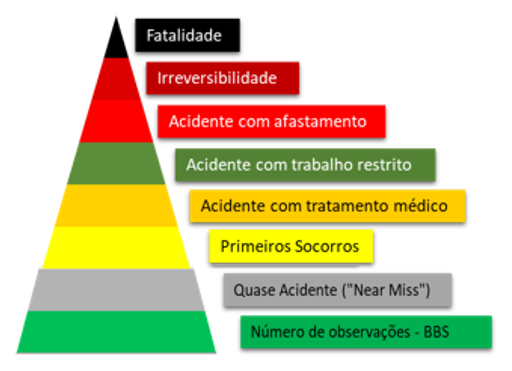 Fatalidade
Irreversibilidade
Acidente com afastamento
Acidente com trabalho restrito
Acidente com tratamento médico
Primeiros Socorros
Quase Acidente ("Near Miss")
Número de observações - BBS